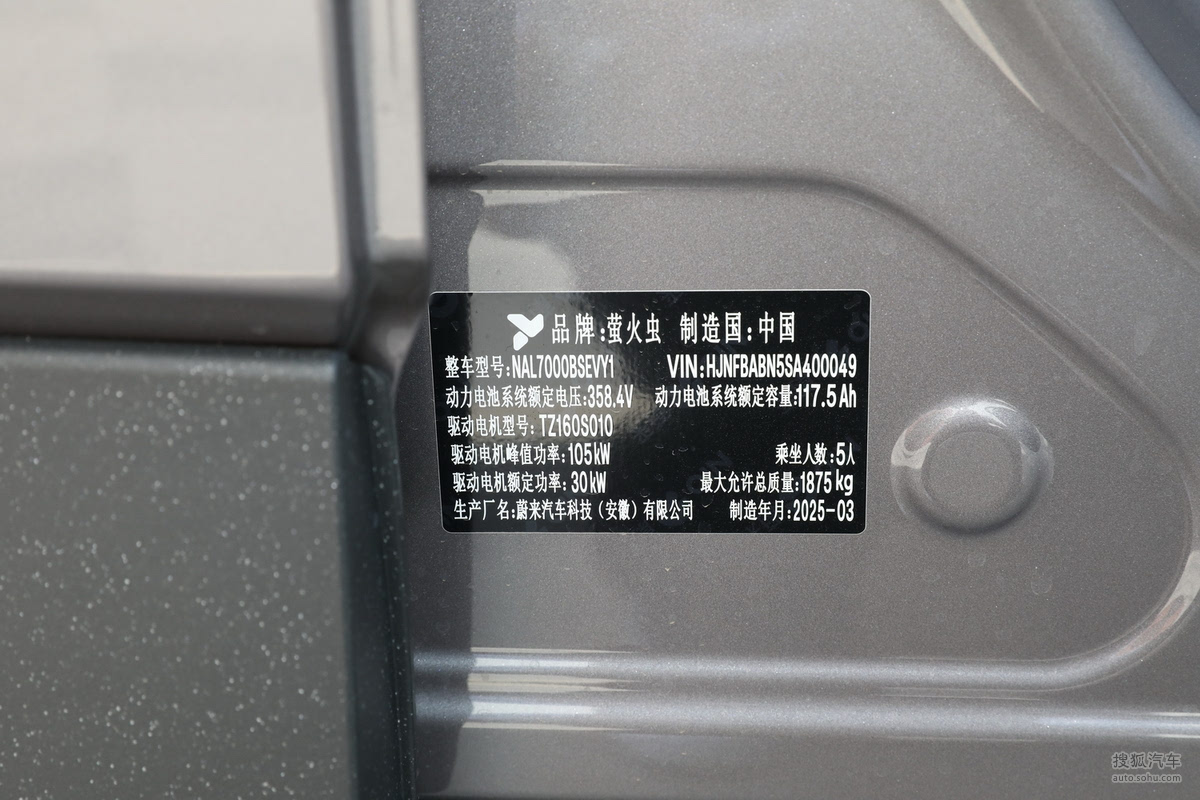 品牌:萤火虫 制造国:中国
整车型号:NAL7000BSEVY1 VIN:HJNFBABN5SA400049
动力电池系统额定电压:358.4V 动力电池系统额定容量:117.5Ah
驱动电机型号:TZ160S010
驱动电机峰值功率:105kW 乘坐人数:5人
驱动电机额定功率:30kW 最大允许总质量:1875kg
生产厂名:蔚来汽车科技(安徽)有限公司 制造年月:2025-03
搜狐汽车
auto.sohu.com